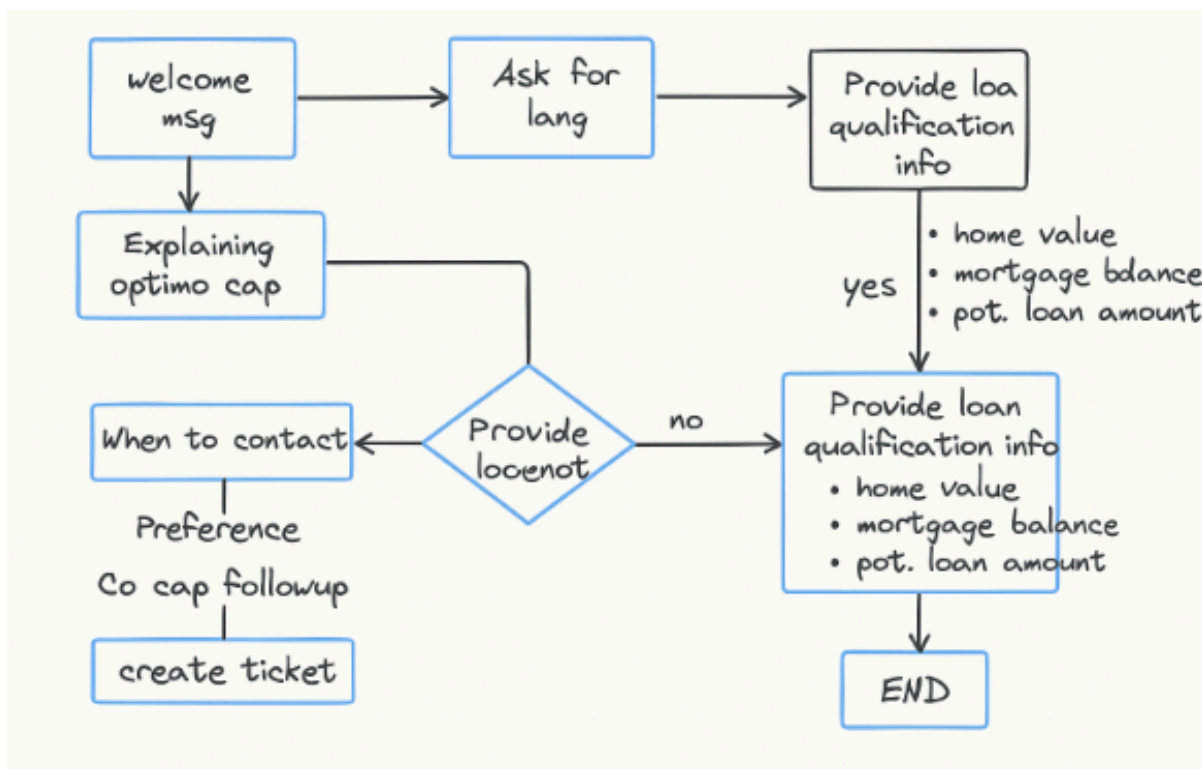 welcome
msg
Ask for
lang
Provide loa
qualification
info
Explaining
optimo cap
yes
• home value
• mortgage bdance
• pot. loan amount
When to contact
Provide
no
Provide loan
qualification info
• home value
• mortgage balance
• pot. loan amount
Preference
Co cap followup
create ticket
END